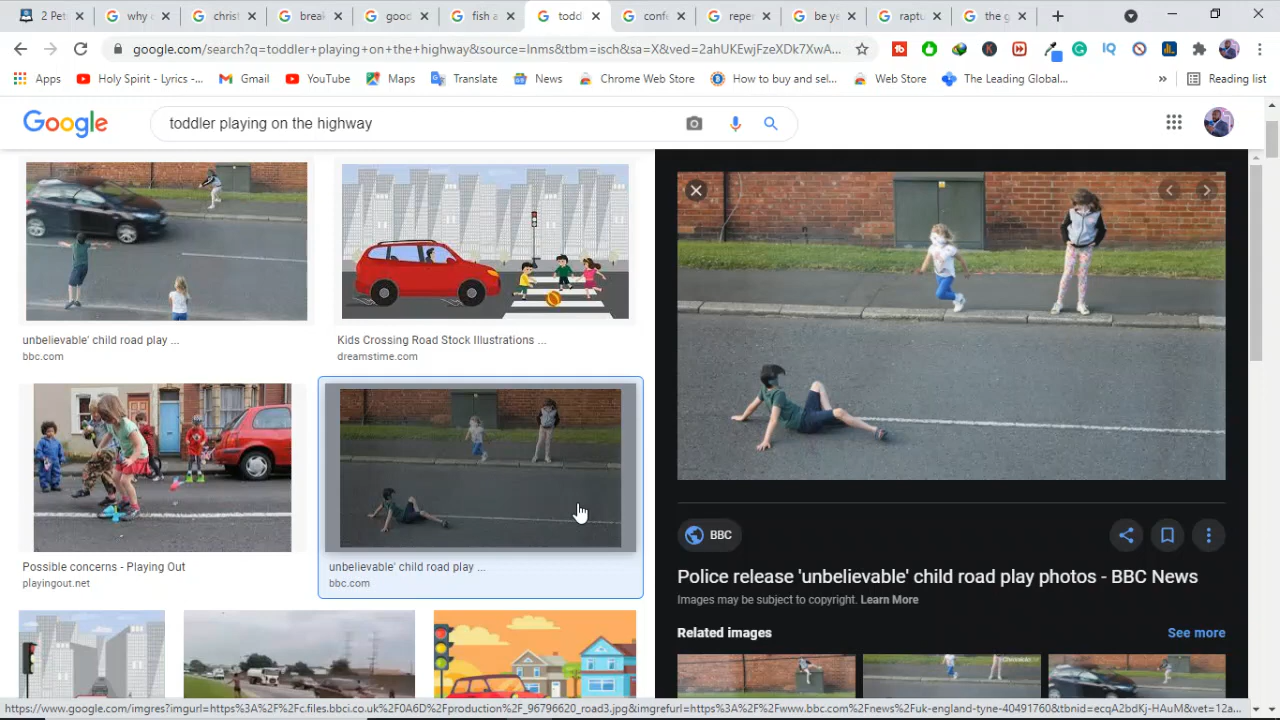 2 Pet
why c
christ
break
good
fish a
todd
confe
repe
be ye
raptu
the g
google.com/search?q=toddler+playing+on+the+highway&source=lnms&tbm=isch&sa=X&ved=2ahUKEwjFzeXDk7XwA...
Apps
Holy Spirit - Lyrics -...
Gmail
YouTube
Maps
Translate
News
Chrome Web Store
How to buy and sel...
Web Store
The Leading Global...
»
Reading list
Google
toddler playing on the highway
unbelievable' child road play ...
bbc.com
Kids Crossing Road Stock Illustrations ...
dreamstime.com
Possible concerns - Playing Out
playingout.net
unbelievable' child road play ...
bbc.com
BBC
Police release 'unbelievable' child road play photos - BBC News
Images may be subject to copyright. Learn More
Related images
See more
https://www.google.com/imgres?imgurl=https%3A%2F%2Fc.files.bbci.co.uk%2F0A6D%2Fproduction%2F_96796620_road3.jpg&imgrefurl=https%3A%2F%2Fwww.bbc.com%2Fnews%2Fuk-england-tyne-40491760&tbnid=ecqA2bdKj-HAuM&vet=12a...